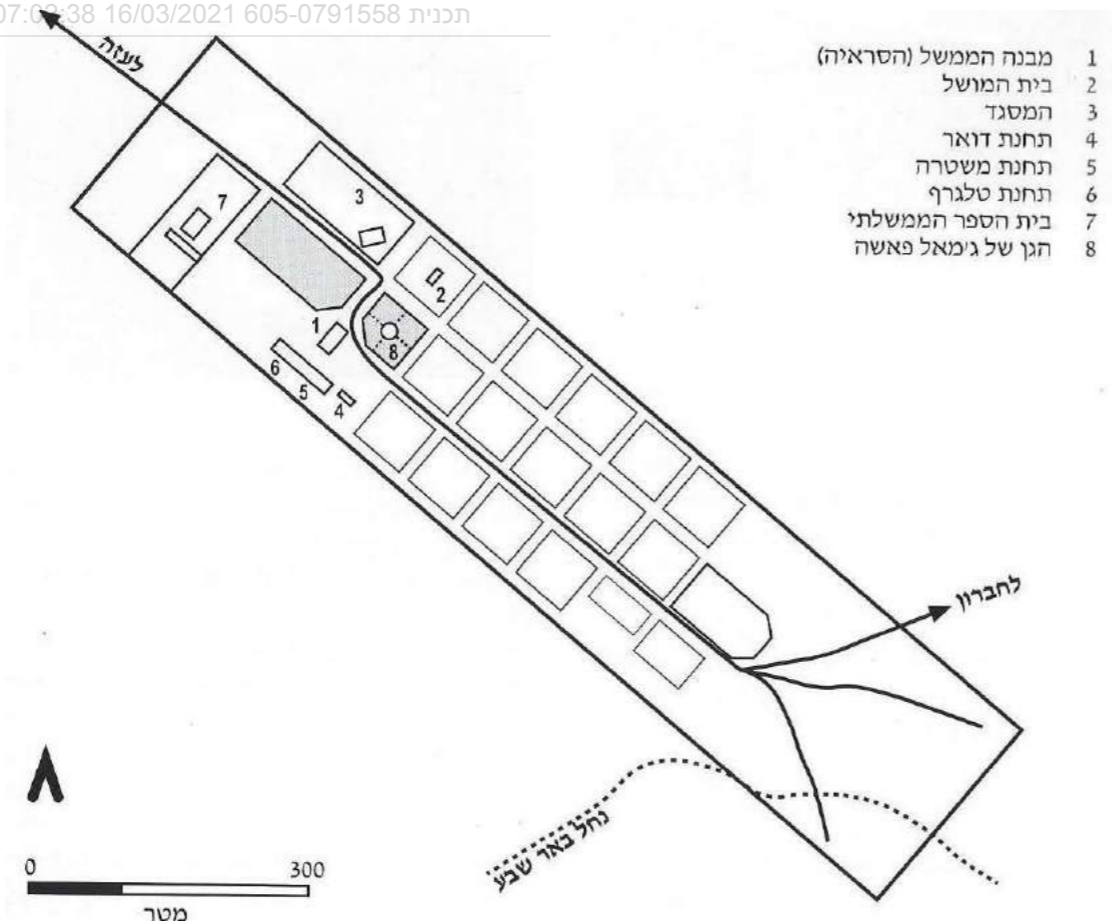 תכנית 605-0791558 16/03/2021 07:08:38
לעזה
1 מבנה הממשל (הסראיה)
2 בית המושל
3 המסגד
4 תחנת דואר
5 תחנת משטרה
6 תחנת טלגרף
7 בית הספר הממשלתי
8 הגן של ג'מאל פאשה
7
3
2
1
8
6
5
4
לחברון
נחל באר שבע
0 300
מטר